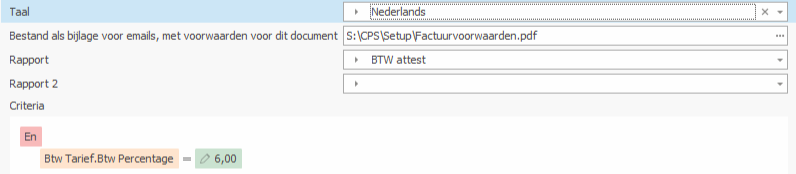 Taal Nederlands
Bestand als bijlage voor emails, met voorwaarden voor dit document S:\CPS\Setup\Factuurvoorwaarden.pdf
Rapport BTW attest
Rapport 2
Criteria
En
Btw Tarief.Btw Percentage = 6,00